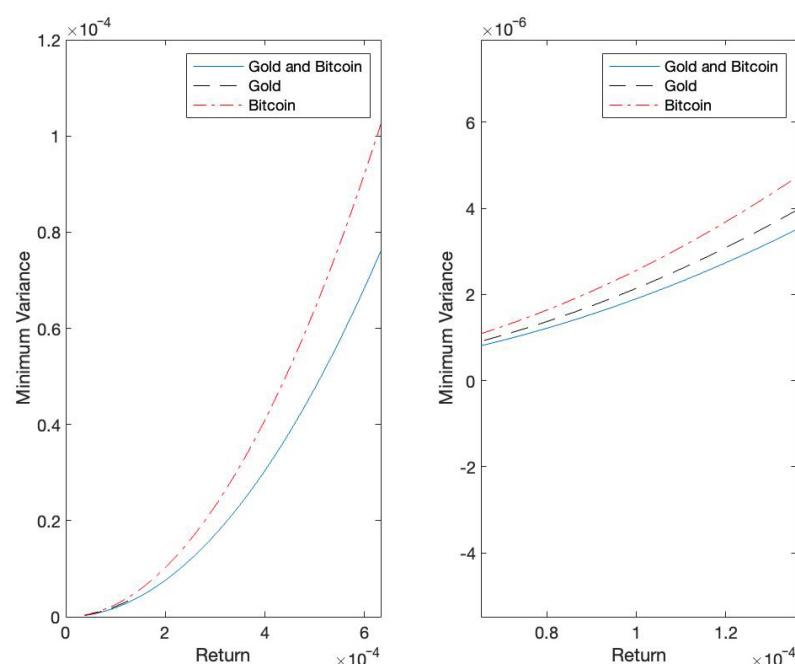 ×10⁻⁴
1.2
1
0.8
0.6
0.4
0.2
0
Minimum Variance
Gold and Bitcoin
Gold
Bitcoin
0
2
4
6
Return
×10⁻⁴
×10⁻⁶
6
4
2
0
-2
-4
Minimum Variance
Gold and Bitcoin
Gold
Bitcoin
0.8
1
1.2
Return
×10⁻⁴